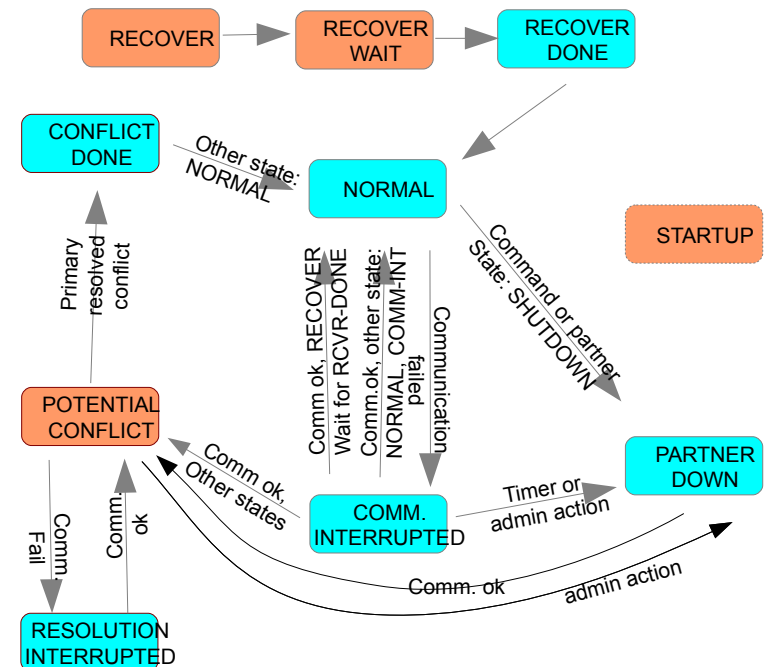 RECOVER
RECOVER
WAIT
RECOVER
DONE
CONFLICT
DONE
Other state:
NORMAL
NORMAL
STARTUP
Command or partner
State: SHUTDOWN
Primary
resolved
conflict
Comm ok, RECOVER
Wait for RCVR-DONE
Comm.ok, other state:
NORMAL, COMM-INT
Communication
failed
POTENTIAL
CONFLICT
Comm ok,
Other states
COMM.
INTERRUPTED
Timer or
admin action
PARTNER
DOWN
Comm.
Fail
Comm.
ok
Comm. ok
admin action
RESOLUTION
INTERRUPTED